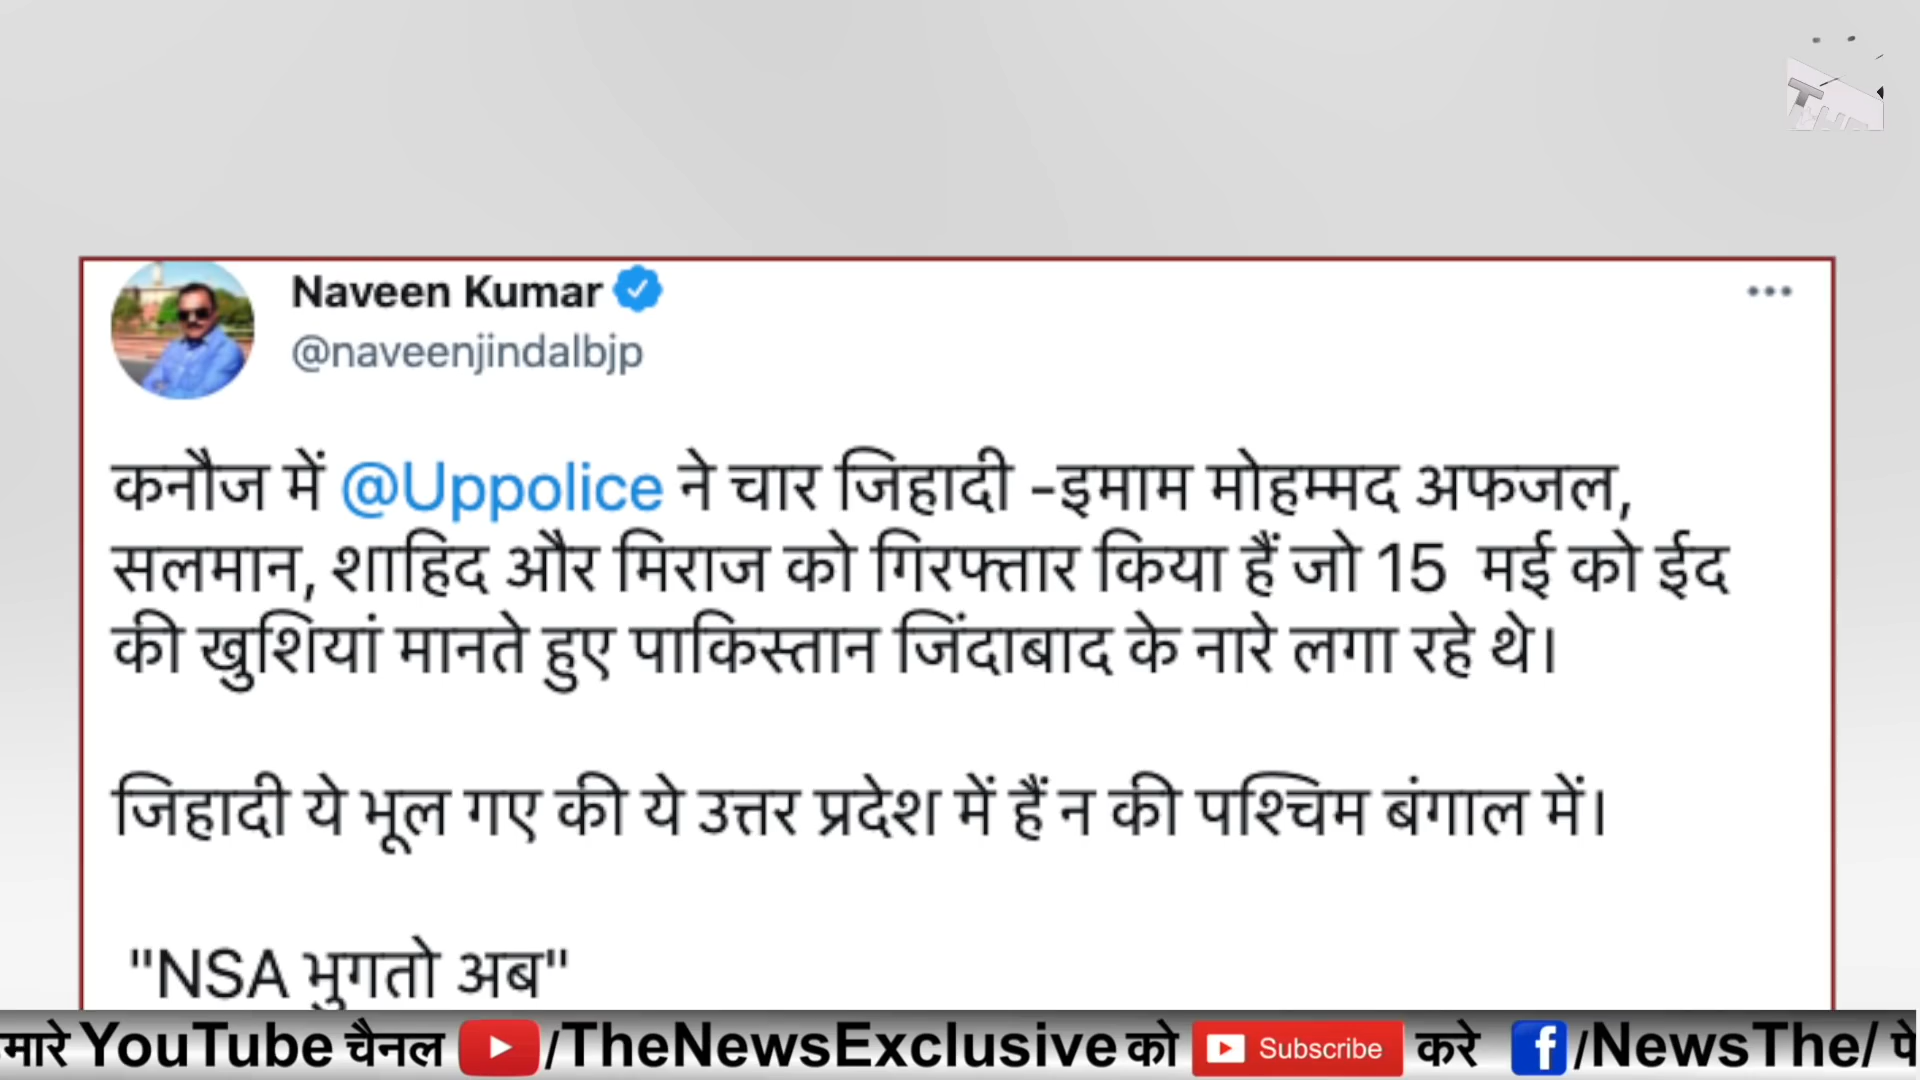 Naveen Kumar
@naveenjindalbjp
कनौज में @Uppolice ने चार जिहादी -इमाम मोहम्मद अफजल,
सलमान, शाहिद और मिराज को गिरफ्तार किया हैं जो 15 मई को ईद
की खुशियां मानते हुए पाकिस्तान जिंदाबाद के नारे लगा रहे थे।
जिहादी ये भूल गए की ये उत्तर प्रदेश में हैं न की पश्चिम बंगाल में।
"NSA भुगतो अब"
YouTube चैनल /TheNewsExclusive को Subscribe करे /NewsThe/